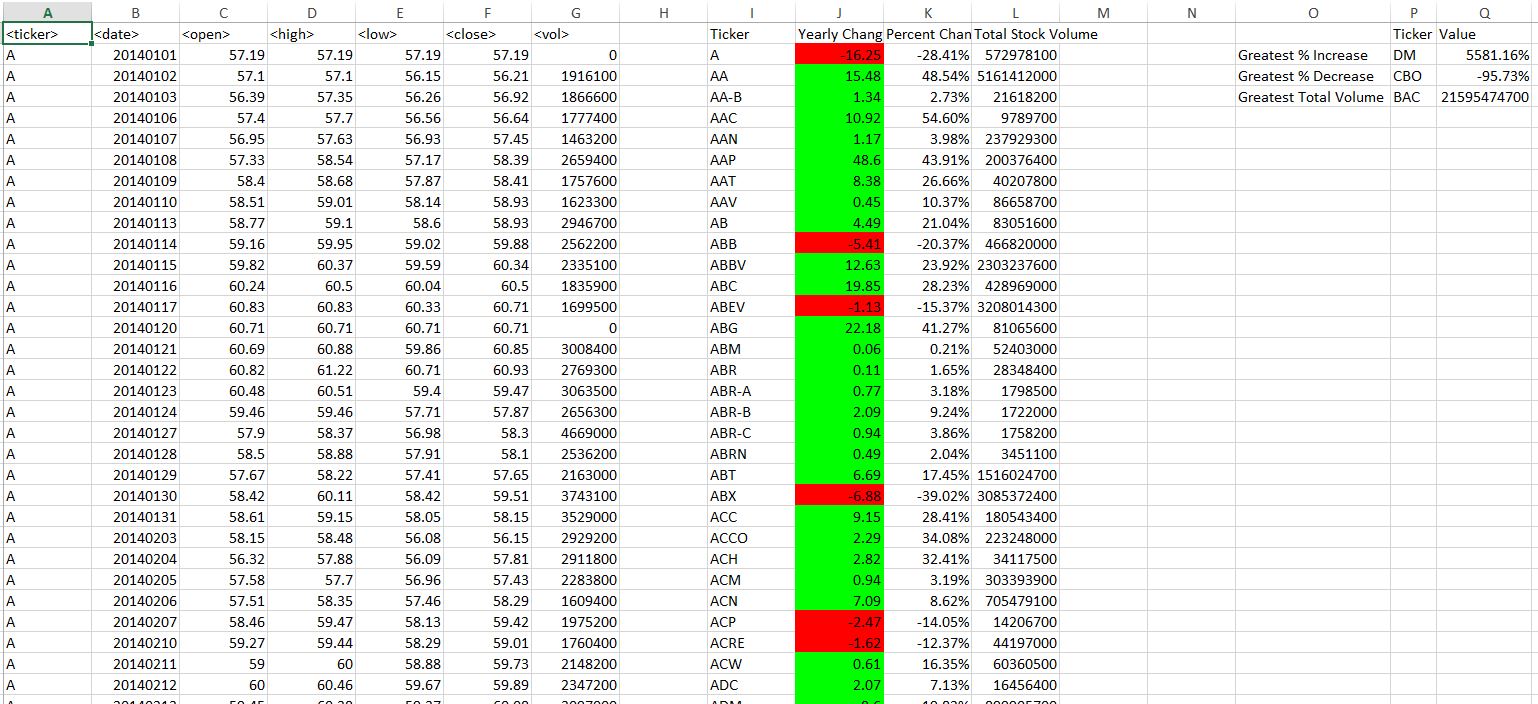 A B C D E F G H I J K L M N O P Q
<ticker> <date> <open> <high> <low> <close> <vol> Ticker Yearly Chang Percent Chan Total Stock Volume Ticker Value
A 20140101 57.19 57.19 57.19 57.19 0 A -16.25 -28.41% 572978100 Greatest % Increase DM 5581.16%
A 20140102 57.1 57.1 56.15 56.21 1916100 AA 15.48 48.54% 5161412000 Greatest % Decrease CBO -95.73%
A 20140103 56.39 57.35 56.26 56.92 1866600 AA-B 1.34 2.73% 21618200 Greatest Total Volume BAC 21595474700
A 20140106 57.4 57.7 56.56 56.64 1777400 AAC 10.92 54.60% 9789700
A 20140107 56.95 57.63 56.93 57.45 1463200 AAN 1.17 3.98% 237929300
A 20140108 57.33 58.54 57.17 58.39 2659400 AAP 48.6 43.91% 200376400
A 20140109 58.4 58.68 57.87 58.41 1757600 AAT 8.38 26.66% 40207800
A 20140110 58.51 59.01 58.14 58.93 1623300 AAV 0.45 10.37% 86658700
A 20140113 58.77 59.1 58.6 58.93 2946700 AB 4.49 21.04% 83051600
A 20140114 59.16 59.95 59.02 59.88 2562200 ABB -5.41 -20.37% 466820000
A 20140115 59.82 60.37 59.59 60.34 2335100 ABBV 12.63 23.92% 2303237600
A 20140116 60.24 60.5 60.04 60.5 1835900 ABC 19.85 28.23% 428969000
A 20140117 60.83 60.83 60.33 60.71 1699500 ABEV -1.13 -15.37% 3208014300
A 20140120 60.71 60.71 60.71 60.71 0 ABG 22.18 41.27% 81065600
A 20140121 60.69 60.88 59.86 60.85 3008400 ABM 0.06 0.21% 52403000
A 20140122 60.82 61.22 60.71 60.93 2769300 ABR 0.11 1.65% 28348400
A 20140123 60.48 60.51 59.4 59.47 3063500 ABR-A 0.77 3.18% 1798500
A 20140124 59.46 59.46 57.71 57.87 2656300 ABR-B 2.09 9.24% 1722000
A 20140127 57.9 58.37 56.98 58.3 4669000 ABR-C 0.94 3.86% 1758200
A 20140128 58.5 58.88 57.91 58.1 2536200 ABRN 0.49 2.04% 3451100
A 20140129 57.67 58.22 57.41 57.65 2163000 ABT 6.69 17.45% 1516024700
A 20140130 58.42 60.11 58.42 59.51 3743100 ABX -6.88 -39.02% 3085372400
A 20140131 58.61 59.15 58.05 58.15 3529000 ACC 9.15 28.41% 180543400
A 20140203 58.15 58.48 56.08 56.15 2929200 ACCO 2.29 34.08% 223248000
A 20140204 56.32 57.88 56.09 57.81 2911800 ACH 2.82 32.41% 34117500
A 20140205 57.58 57.7 56.96 57.43 2283800 ACM 0.94 3.19% 303393900
A 20140206 57.51 58.35 57.46 58.29 1609400 ACN 7.09 8.62% 705479100
A 20140207 58.46 59.47 58.13 59.42 1975200 ACP -2.47 -14.05% 14206700
A 20140210 59.27 59.44 58.29 59.01 1760400 ACRE -1.62 -12.37% 44197000
A 20140211 59 60 58.88 59.73 2148200 ACW 0.61 16.35% 60360500
A 20140212 60 60.46 59.67 59.89 2347200 ADC 2.07 7.13% 16456400